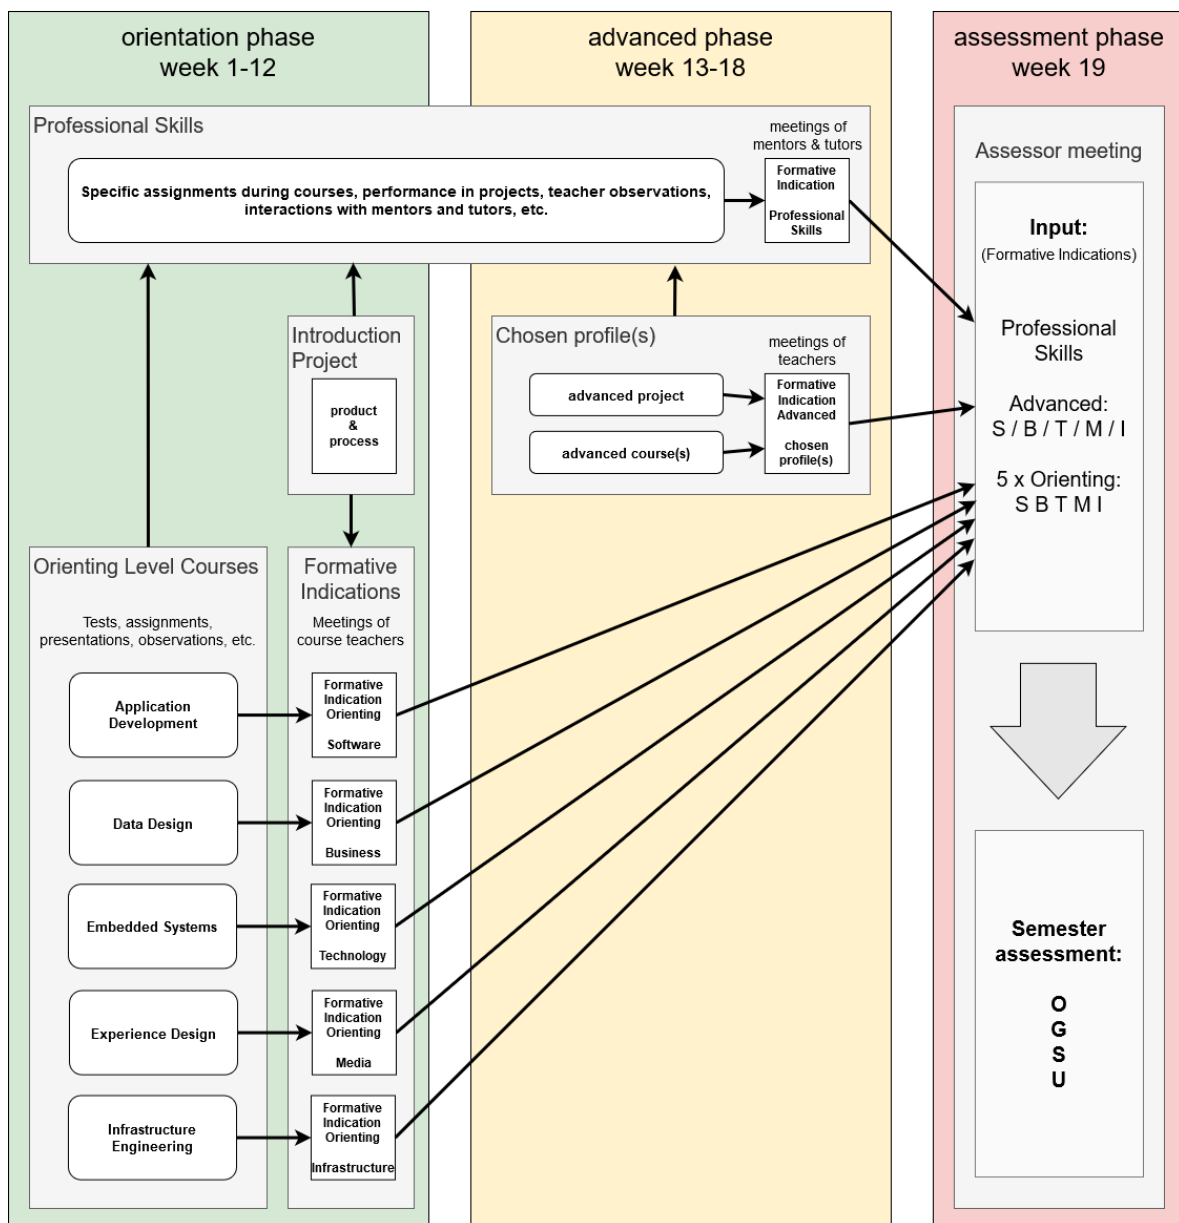 orientation phase
week 1-12
advanced phase
week 13-18
assessment phase
week 19
Professional Skills
Specific assignments during courses, performance in projects, teacher observations,
interactions with mentors and tutors, etc.
meetings of
mentors & tutors
Formative
Indication
Professional
Skills
Introduction
Project
product
&
process
Chosen profile(s)
advanced project
advanced course(s)
meetings of
teachers
Formative
Indication
Advanced
chosen
profile(s)
Orienting Level Courses
Tests, assignments,
presentations, observations, etc.
Application
Development
Data Design
Embedded Systems
Experience Design
Infrastructure
Engineering
Formative
Indications
Meetings of
course teachers
Formative
Indication
Orienting
Software
Formative
Indication
Orienting
Business
Formative
Indication
Orienting
Technology
Formative
Indication
Orienting
Media
Formative
Indication
Orienting
Infrastructure
Assessor meeting
Input:
(Formative Indications)
Professional
Skills
Advanced:
S / B / T / M / I
5 x Orienting:
S B T M I
Semester
assessment:
O
G
S
U